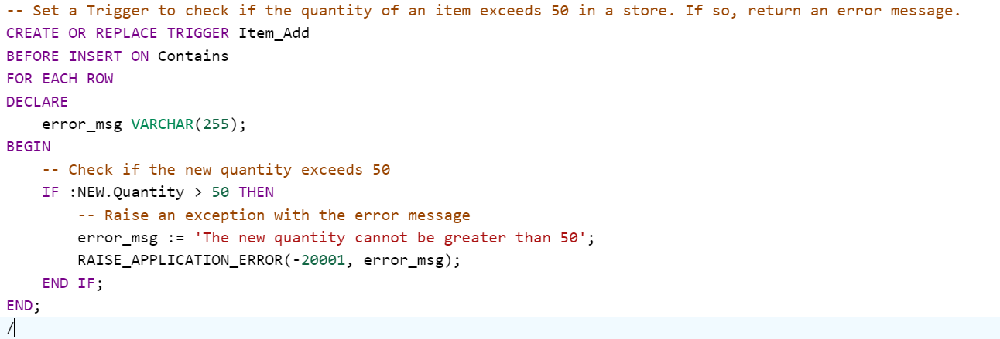 -- Set a Trigger to check if the quantity of an item exceeds 50 in a store. If so, return an error message.
CREATE OR REPLACE TRIGGER Item_Add
BEFORE INSERT ON Contains
FOR EACH ROW
DECLARE
    error_msg VARCHAR(255);
BEGIN
    -- Check if the new quantity exceeds 50
    IF :NEW.Quantity > 50 THEN
        -- Raise an exception with the error message
        error_msg := 'The new quantity cannot be greater than 50';
        RAISE_APPLICATION_ERROR(-20001, error_msg);
    END IF;
END;
/